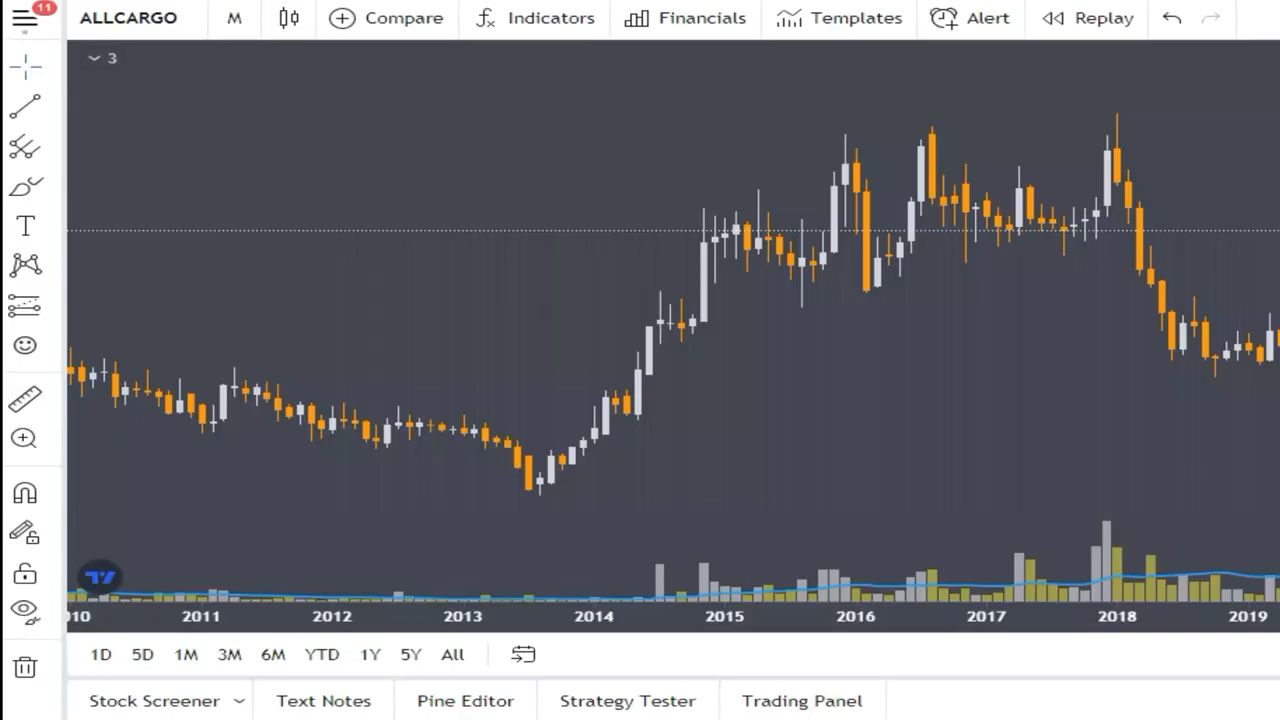 11
ALLCARGO M Compare Indicators Financials Templates Alert Replay
3
T
2010 2011 2012 2013 2014 2015 2016 2017 2018 2019
1D 5D 1M 3M 6M YTD 1Y 5Y All
Stock Screener Text Notes Pine Editor Strategy Tester Trading Panel